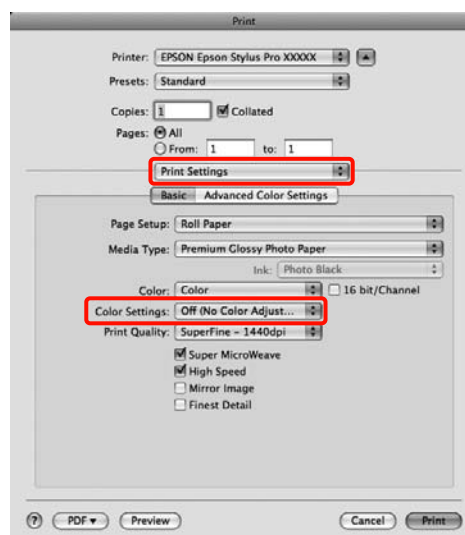 Print
Printer: EPSON Epson Stylus Pro XXXXX
Presets: Standard
Copies: 1 Collated
Pages: All
From: 1 to: 1
Print Settings
Basic Advanced Color Settings
Page Setup: Roll Paper
Media Type: Premium Glossy Photo Paper
Ink: Photo Black
Color: Color 16 bit/Channel
Color Settings: Off (No Color Adjust...
Print Quality: SuperFine - 1440dpi
Super MicroWeave
High Speed
Mirror Image
Finest Detail
? PDF ▾ Preview Cancel Print